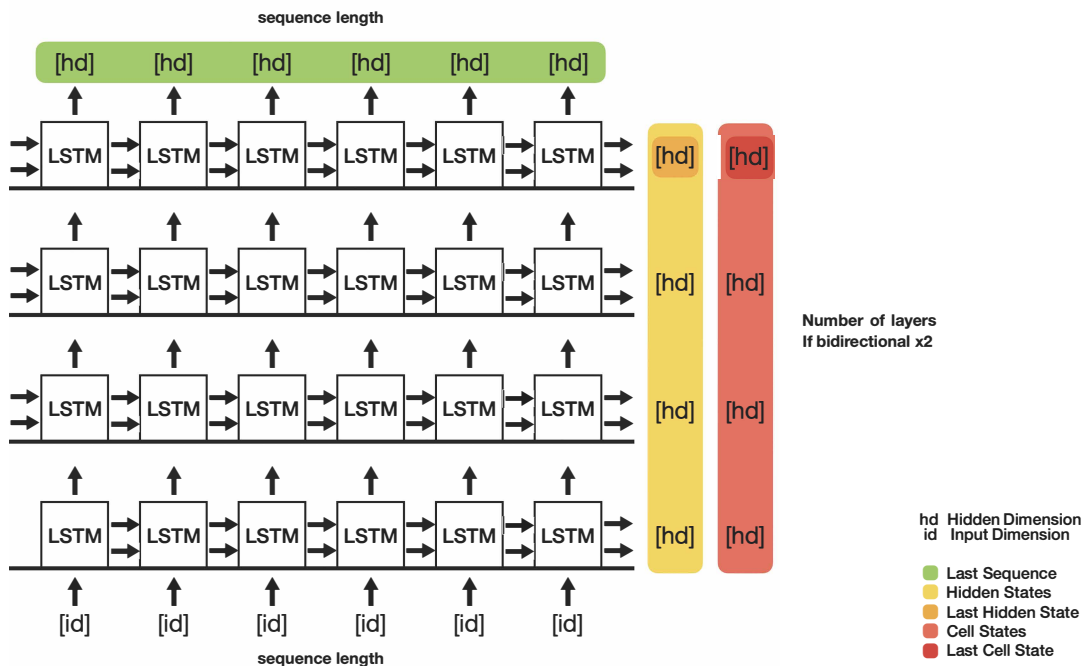 sequence length
[hd] [hd] [hd] [hd] [hd] [hd]
LSTM LSTM LSTM LSTM LSTM LSTM [hd] [hd]
LSTM LSTM LSTM LSTM LSTM LSTM [hd] [hd]
Number of layers
If bidirectional x2
LSTM LSTM LSTM LSTM LSTM LSTM [hd] [hd]
LSTM LSTM LSTM LSTM LSTM LSTM [hd] [hd]
[id] [id] [id] [id] [id] [id]
sequence length
hd Hidden Dimension
id Input Dimension
Last Sequence
Hidden States
Last Hidden State
Cell States
Last Cell State